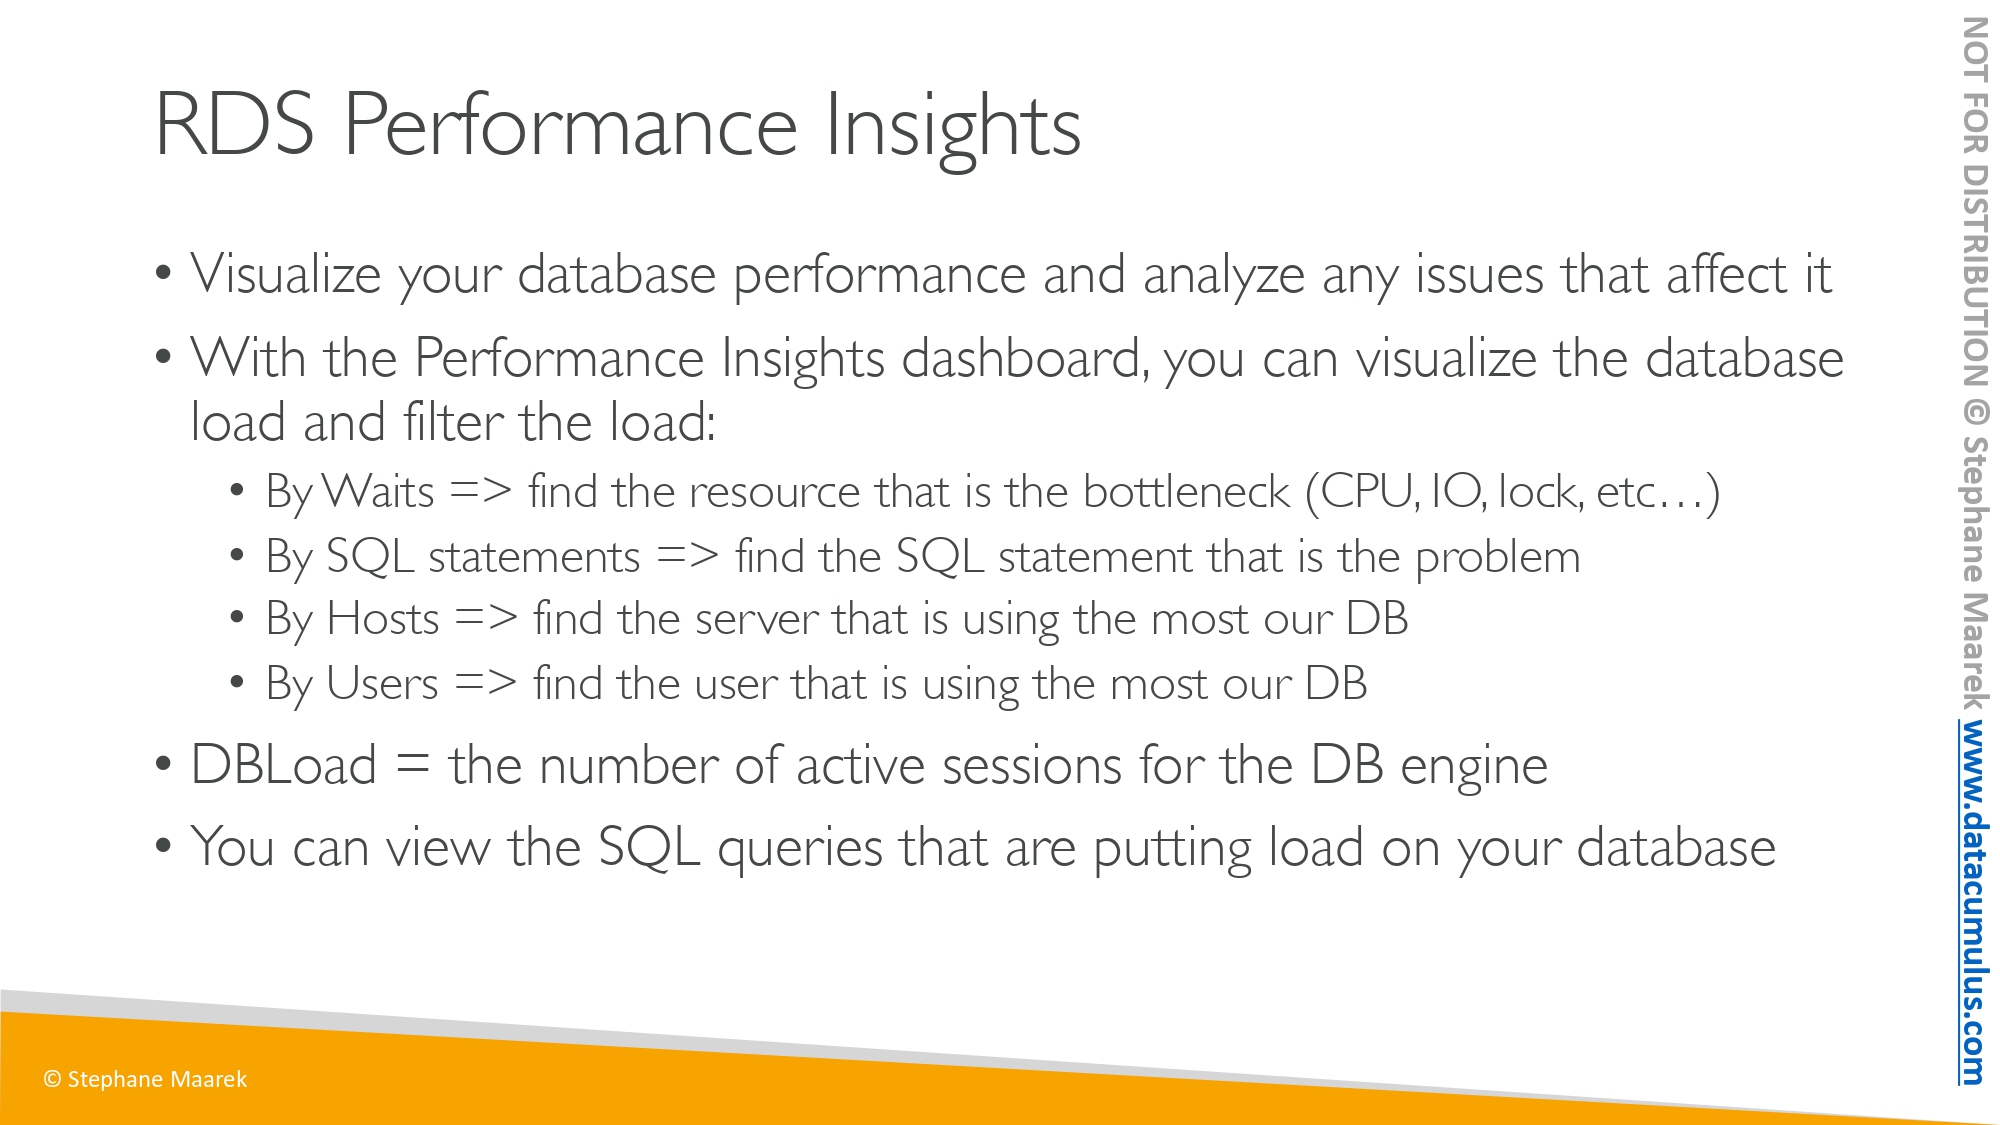 RDS Performance Insights
• Visualize your database performance and analyze any issues that affect it
• With the Performance Insights dashboard, you can visualize the database
load and filter the load:
• By Waits => find the resource that is the bottleneck (CPU, IO, lock, etc…)
• By SQL statements => find the SQL statement that is the problem
• By Hosts => find the server that is using the most our DB
• By Users => find the user that is using the most our DB
• DBLoad = the number of active sessions for the DB engine
• You can view the SQL queries that are putting load on your database
© Stephane Maarek
NOT FOR DISTRIBUTION © Stephane Maarek www.datacumulus.com